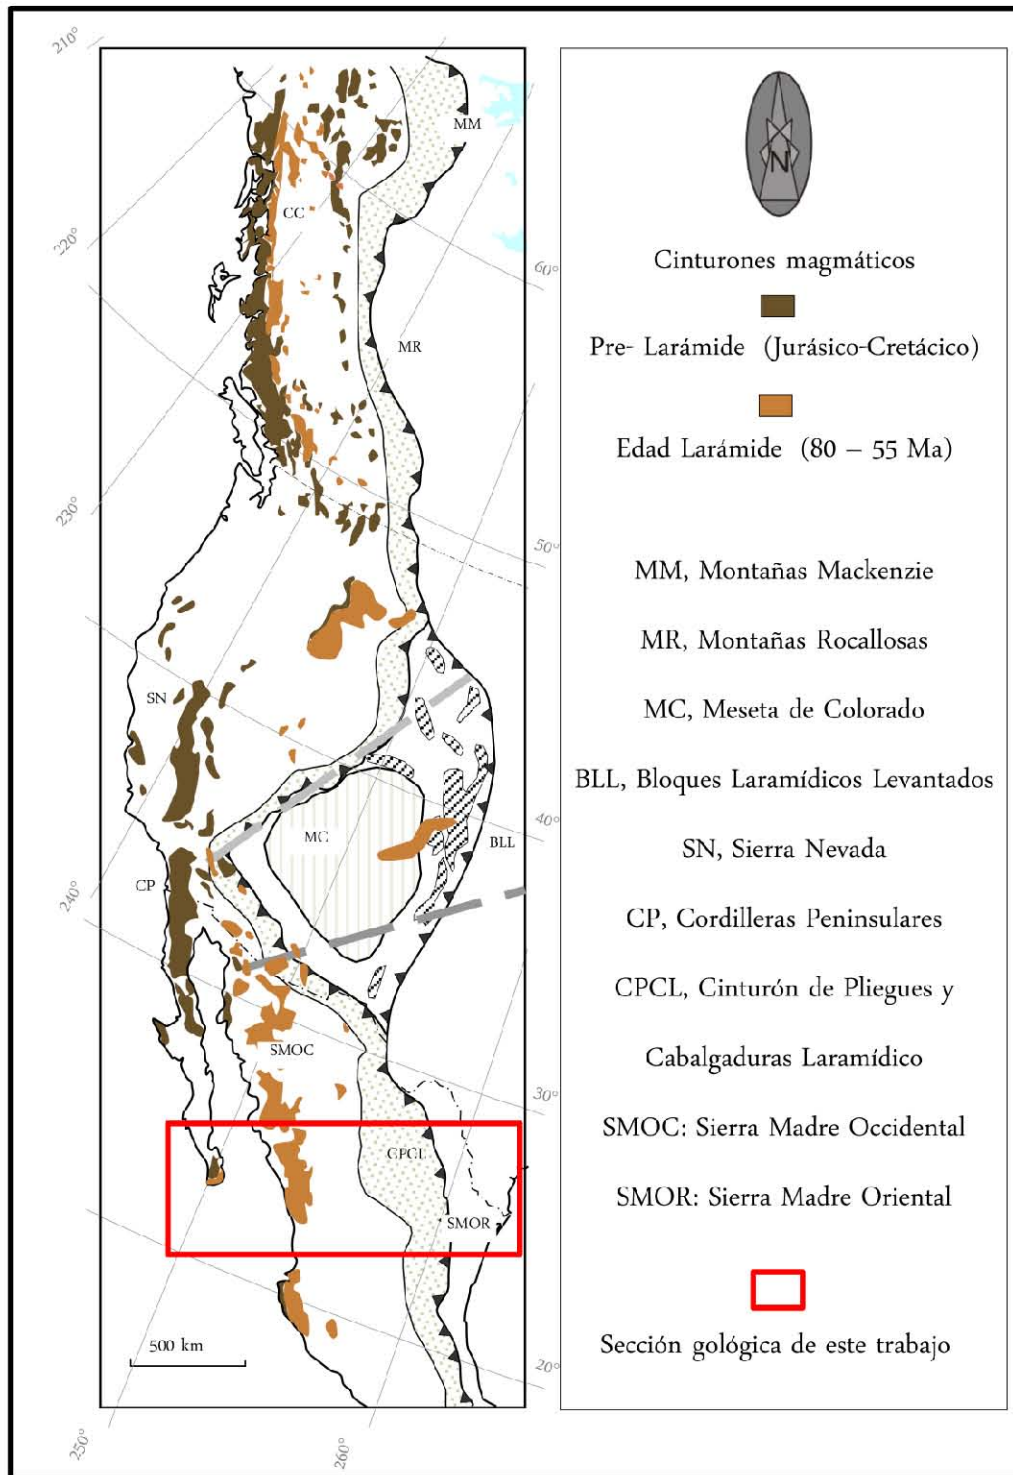 210°
220°
230°
240°
250°
260°
60°
50°
40°
30°
20°
MM
CC
MR
SN
MC
BLL
CP
SMOC
CPCL
SMOR
500 km
N
Cinturones magmáticos
Pre- Larámide (Jurásico-Cretácico)
Edad Larámide (80 – 55 Ma)
MM, Montañas Mackenzie
MR, Montañas Rocallosas
MC, Meseta de Colorado
BLL, Bloques Laramídicos Levantados
SN, Sierra Nevada
CP, Cordilleras Peninsulares
CPCL, Cinturón de Pliegues y
Cabalgaduras Laramídico
SMOC: Sierra Madre Occidental
SMOR: Sierra Madre Oriental
Sección gológica de este trabajo